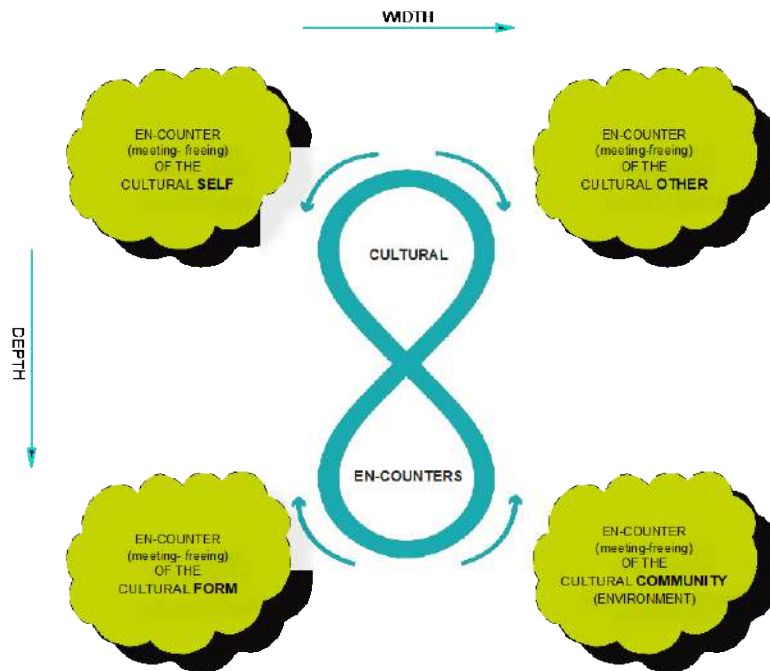 WIDTH
EN-COUNTER
(meeting- freeing)
OF THE
CULTURAL SELF
EN-COUNTER
(meeting-freeing)
OF THE
CULTURAL OTHER
CULTURAL
DEPTH
EN-COUNTERS
EN-COUNTER
(meeting- freeing)
OF THE
CULTURAL FORM
EN-COUNTER
(meeting-freeing)
OF THE
CULTURAL COMMUNITY
(ENVIRONMENT)